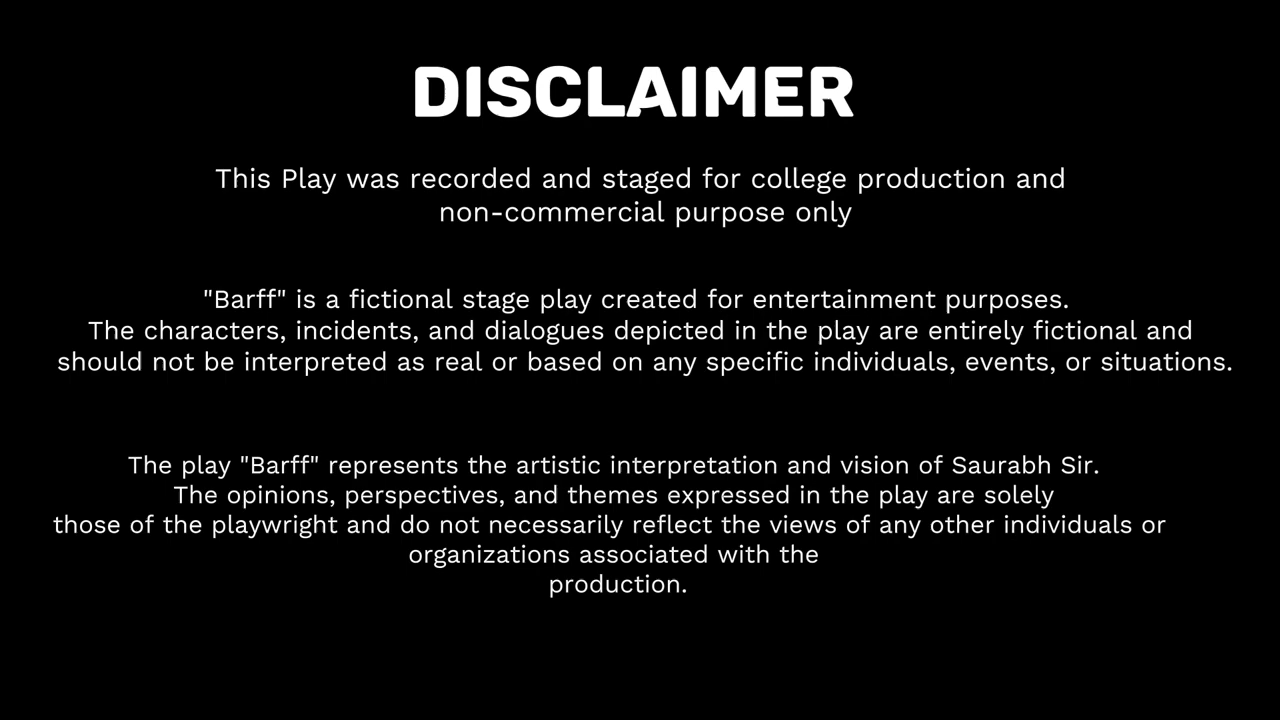 DISCLAIMER
This Play was recorded and staged for college production and
non-commercial purpose only
"Barff" is a fictional stage play created for entertainment purposes.
The characters, incidents, and dialogues depicted in the play are entirely fictional and
should not be interpreted as real or based on any specific individuals, events, or situations.
The play "Barff" represents the artistic interpretation and vision of Saurabh Sir.
The opinions, perspectives, and themes expressed in the play are solely
those of the playwright and do not necessarily reflect the views of any other individuals or
organizations associated with the
production.